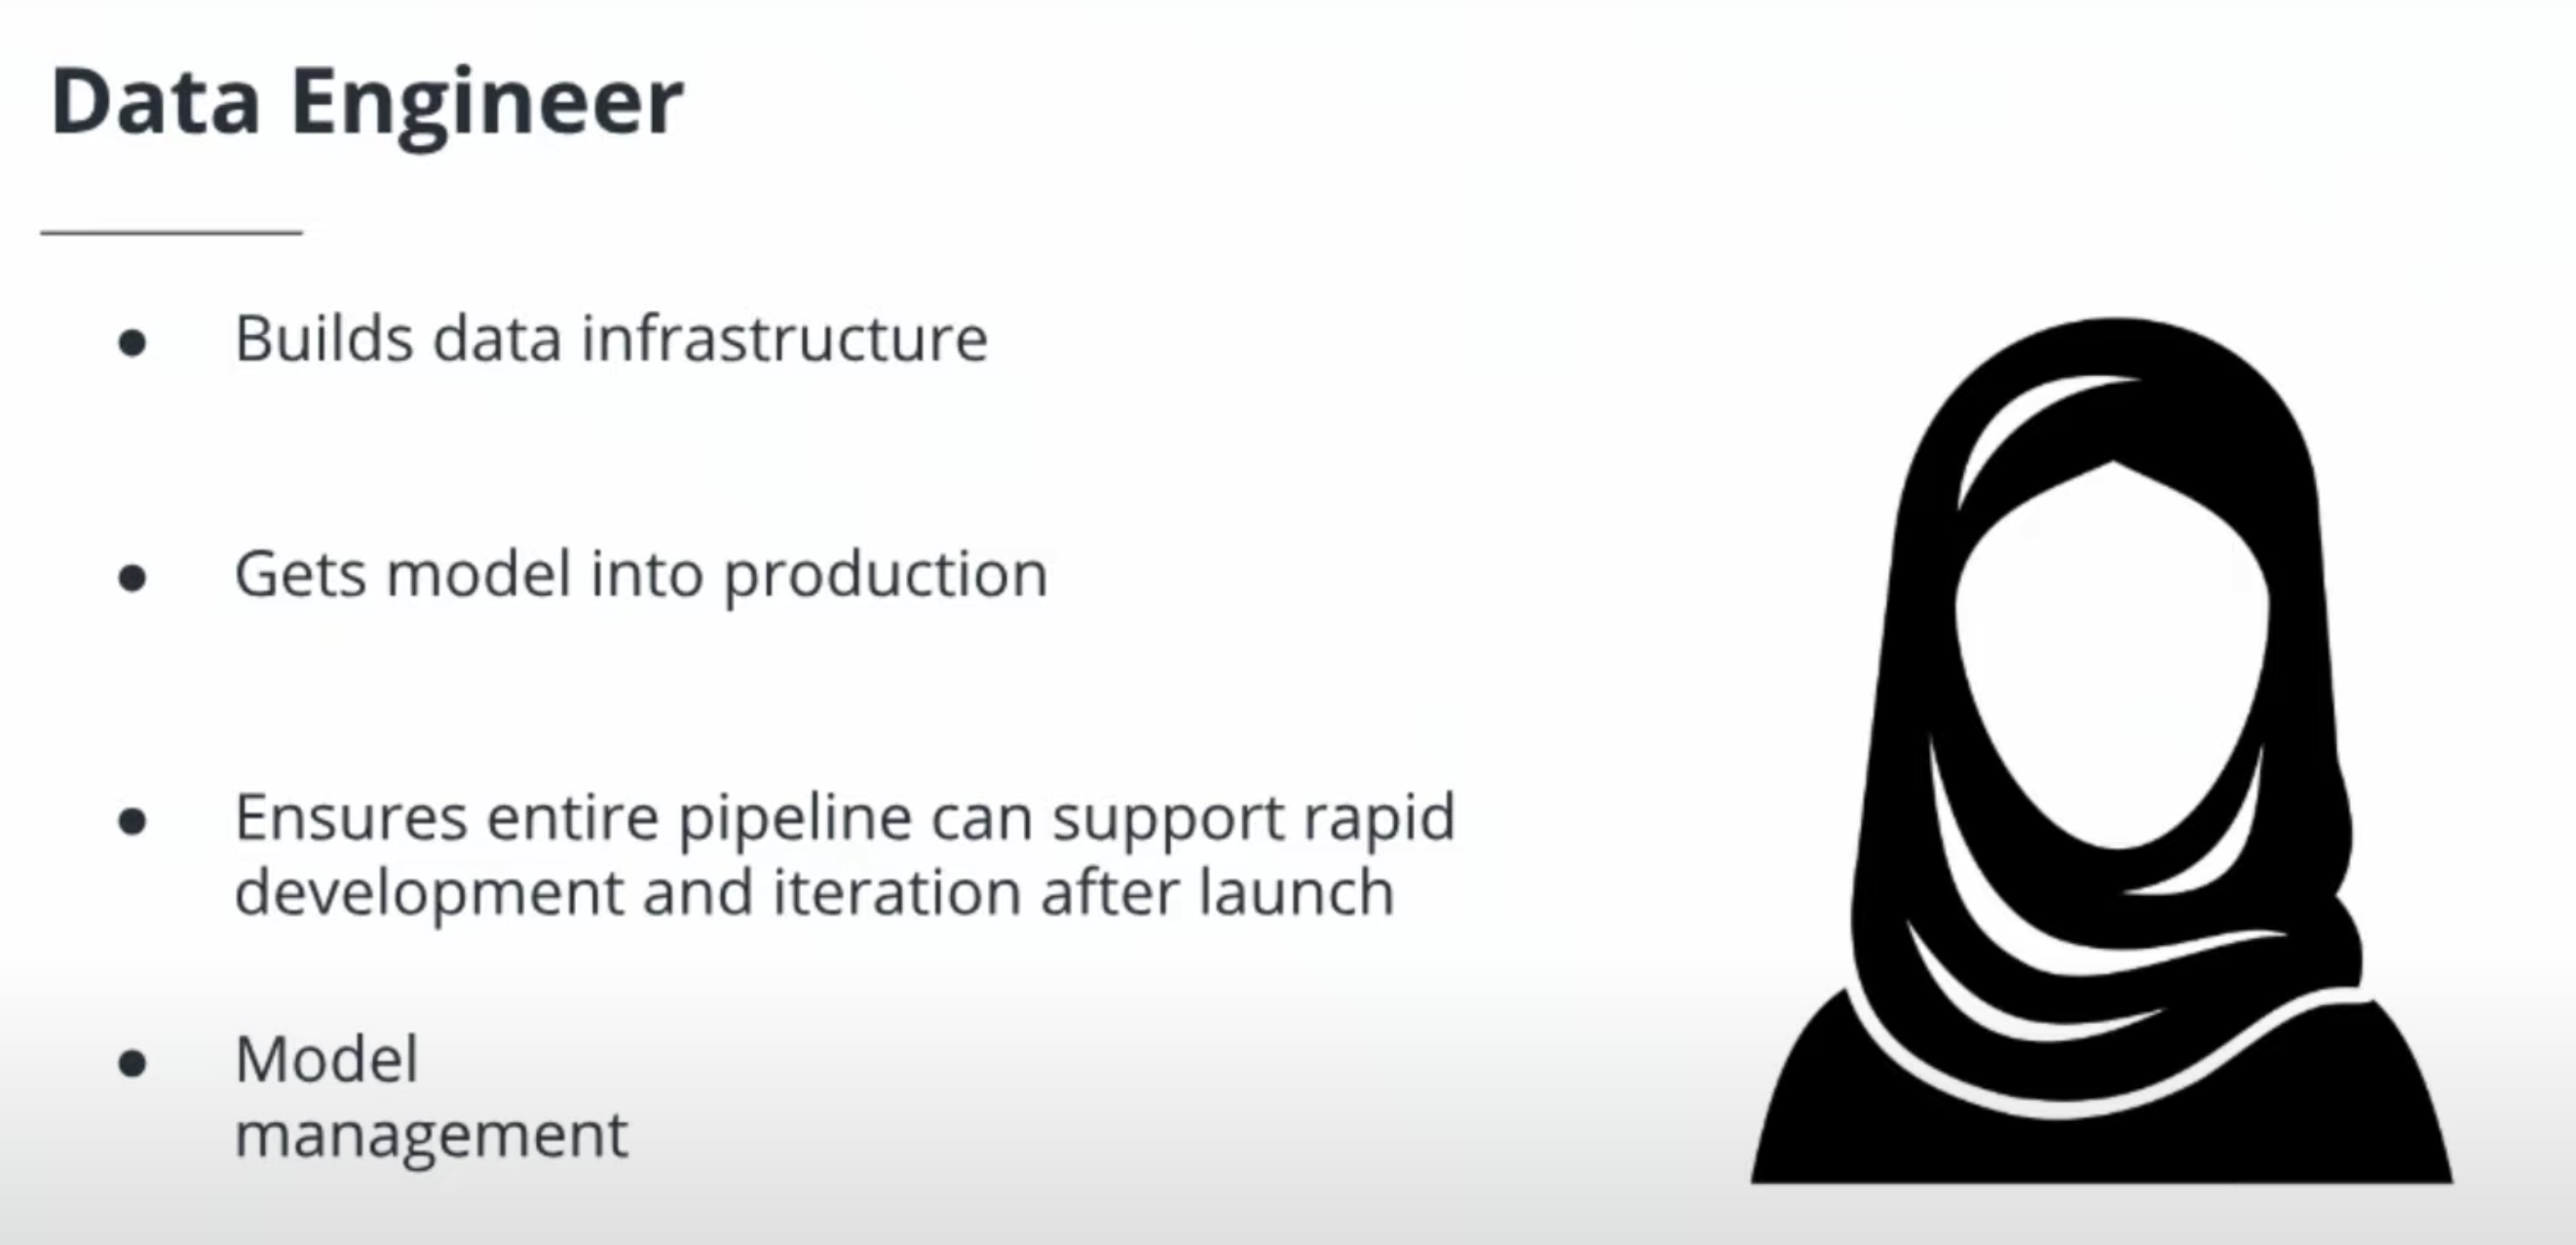 Data Engineer
Builds data infrastructure
Gets model into production
Ensures entire pipeline can support rapid
development and iteration after launch
Model
management